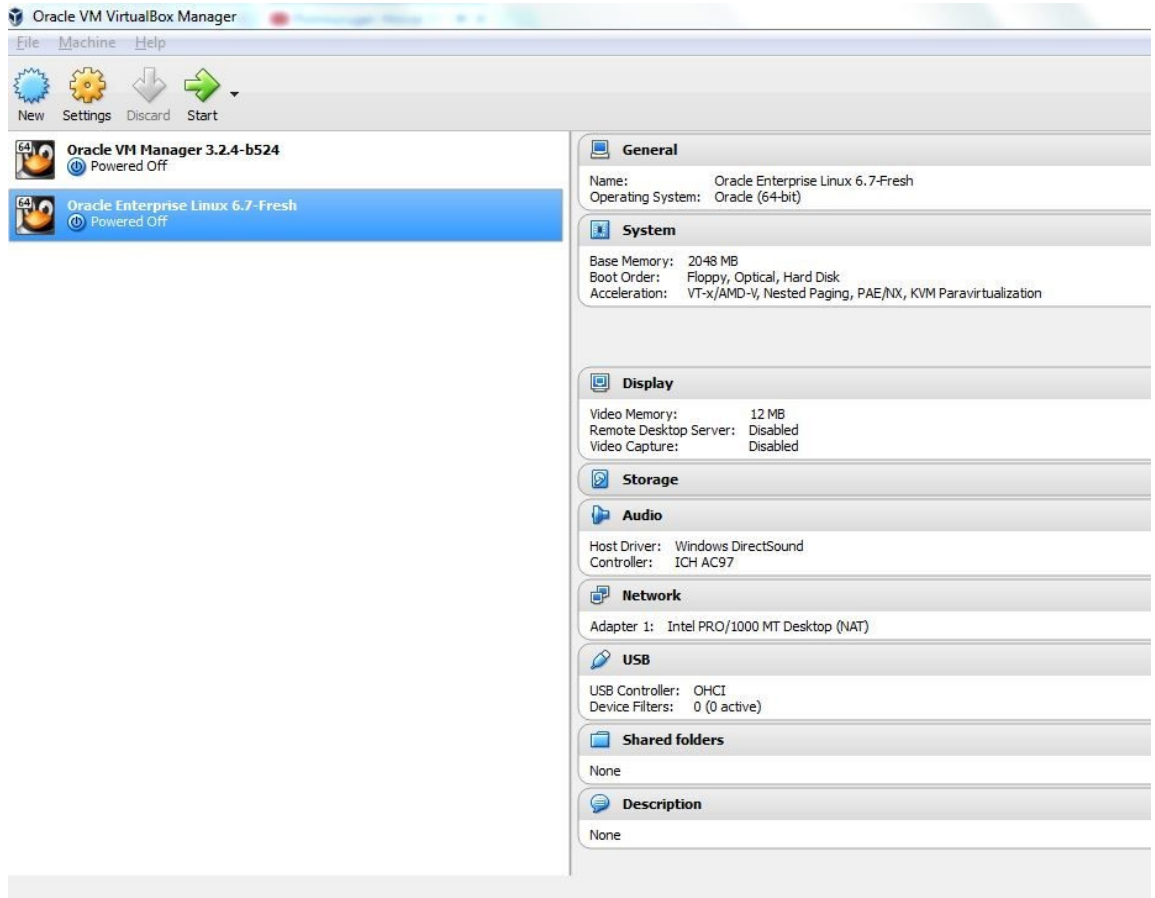 Oracle VM VirtualBox Manager
File Machine Help
New Settings Discard Start
64 Oracle VM Manager 3.2.4-b524
Powered Off
64 Oracle Enterprise Linux 6.7-Fresh
Powered Off
General
Name: Oracle Enterprise Linux 6.7-Fresh
Operating System: Oracle (64-bit)
System
Base Memory: 2048 MB
Boot Order: Floppy, Optical, Hard Disk
Acceleration: VT-x/AMD-V, Nested Paging, PAE/NX, KVM Paravirtualization
Display
Video Memory: 12 MB
Remote Desktop Server: Disabled
Video Capture: Disabled
Storage
Audio
Host Driver: Windows DirectSound
Controller: ICH AC97
Network
Adapter 1: Intel PRO/1000 MT Desktop (NAT)
USB
USB Controller: OHCI
Device Filters: 0 (0 active)
Shared folders
None
Description
None